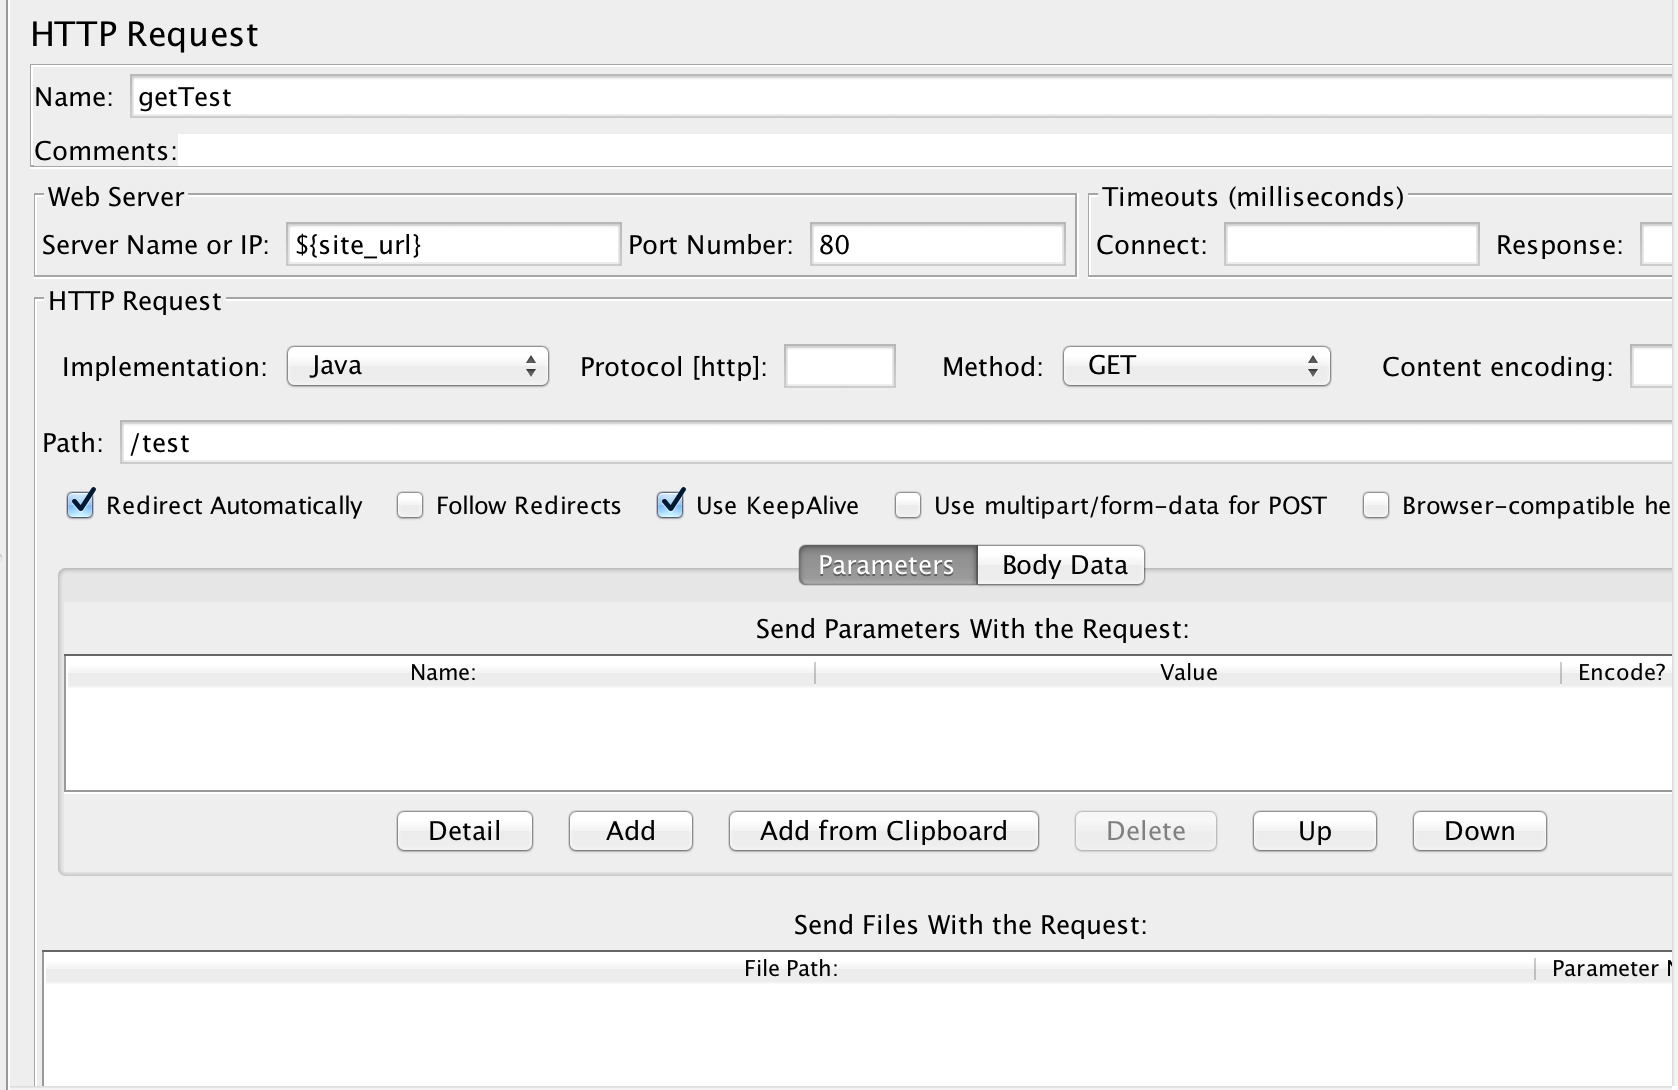 HTTP Request
Name: getTest
Comments:
Web Server
Timeouts (milliseconds)
Server Name or IP: ${site_url} Port Number: 80 Connect: Response:
HTTP Request
Implementation: Java Protocol [http]: Method: GET Content encoding:
Path: /test
Redirect Automatically Follow Redirects Use KeepAlive Use multipart/form-data for POST Browser-compatible he
Parameters Body Data
Send Parameters With the Request:
Name: Value Encode?
Detail Add Add from Clipboard Delete Up Down
Send Files With the Request:
File Path: Parameter N